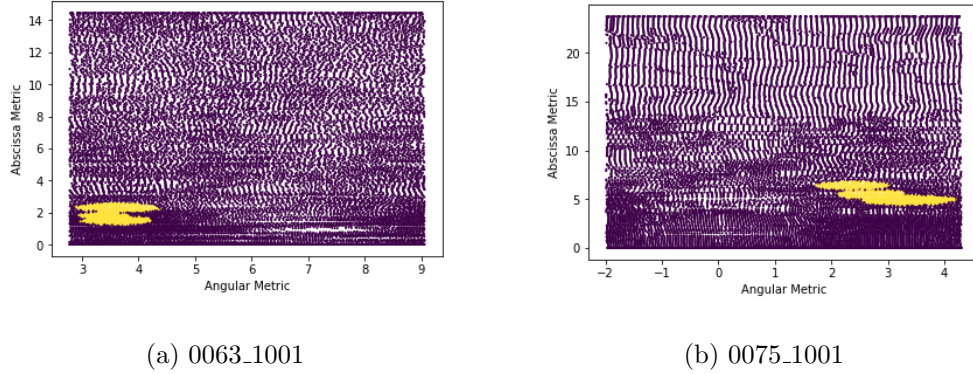 14
12
10
8
6
4
2
0
Abscissa Metric
3 4 5 6 7 8 9
Angular Metric
(a) 0063_1001
20
15
10
5
0
Abscissa Metric
−2 −1 0 1 2 3 4
Angular Metric
(b) 0075_1001